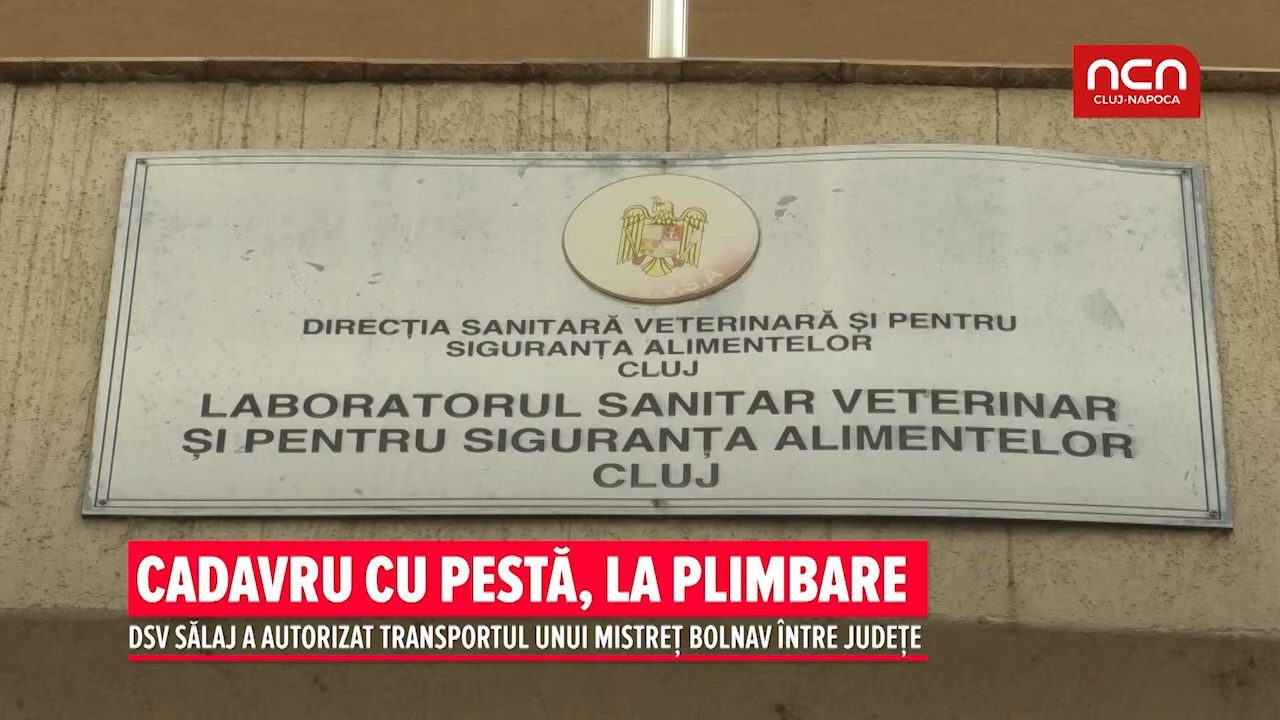 ncn
CLUJ-NAPOCA
S.A
DIRECȚIA SANITARĂ VETERINARĂ ȘI PENTRU
SIGURANȚA ALIMENTELOR
CLUJ
LABORATORUL SANITAR VETERINAR
ȘI PENTRU SIGURANȚA ALIMENTELOR
CLUJ
CADAVRU CU PESTĂ, LA PLIMBARE
DSV SĂLAJ A AUTORIZAT TRANSPORTUL UNUI MISTREȚ BOLNAV ÎNTRE JUDEȚE